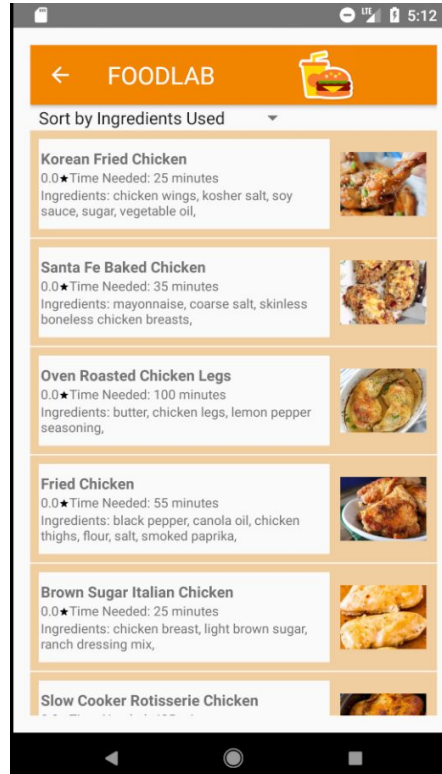 LTE 5:12
FOODLAB
Sort by Ingredients Used
Korean Fried Chicken
0.0★Time Needed: 25 minutes
Ingredients: chicken wings, kosher salt, soy
sauce, sugar, vegetable oil,
Santa Fe Baked Chicken
0.0★Time Needed: 35 minutes
Ingredients: mayonnaise, coarse salt, skinless
boneless chicken breasts,
Oven Roasted Chicken Legs
0.0★Time Needed: 100 minutes
Ingredients: butter, chicken legs, lemon pepper
seasoning,
Fried Chicken
0.0★Time Needed: 55 minutes
Ingredients: black pepper, canola oil, chicken
thighs, flour, salt, smoked paprika,
Brown Sugar Italian Chicken
0.0★Time Needed: 25 minutes
Ingredients: chicken breast, light brown sugar,
ranch dressing mix,
Slow Cooker Rotisserie Chicken